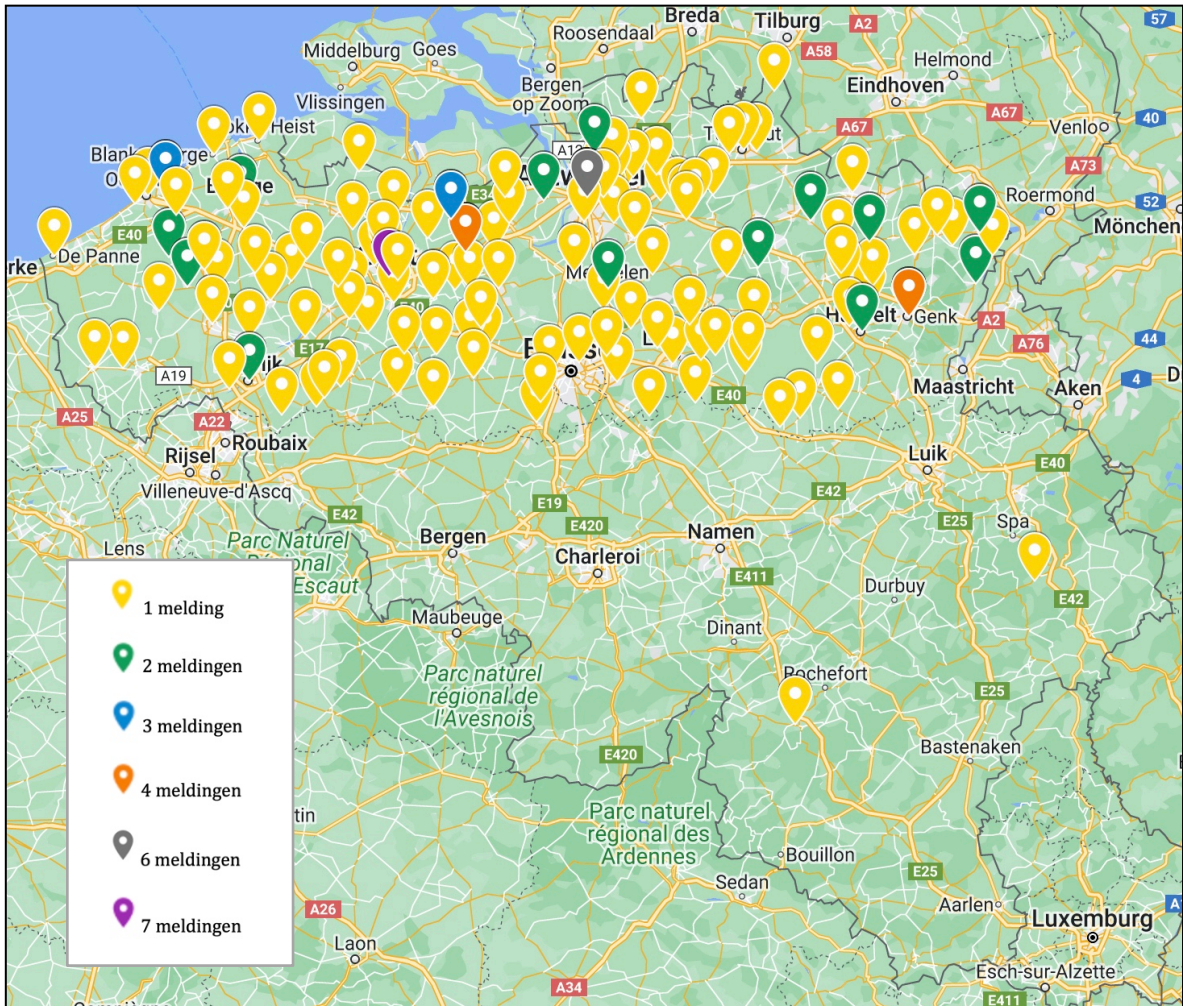 Breda
Tilburg
A2
57
Roosendaal
A58
Helmond
Middelburg
Goes
Bergen
op Zoom
Eindhoven
Vlissingen
A67
40
Heist
A12
A67
Venlo
A73
Roermond
52
E34
E40
De Panne
Mönchen
Genk
A2
E17
44
A76
A19
Maastricht
4
Aken
E40
A25
A22
Roubaix
Rijsel
Luik
E40
Villeneuve-d'Ascq
E42
E19
E42
E420
E25
Spa
Bergen
Namen
Lens
Parc Naturel
Charleroi
E411
Escaut
Durbuy
E42
Maubeuge
Dinant
Parc naturel
régional de
l'Avesnois
Rochefort
E25
E420
Bastenaken
Parc naturel
régional des
Ardennes
Bouillon
E25
Sedan
Aarlen
A26
Luxemburg
Laon
Esch-sur-Alzette
A34
E411
1 melding
2 meldingen
3 meldingen
4 meldingen
6 meldingen
7 meldingen